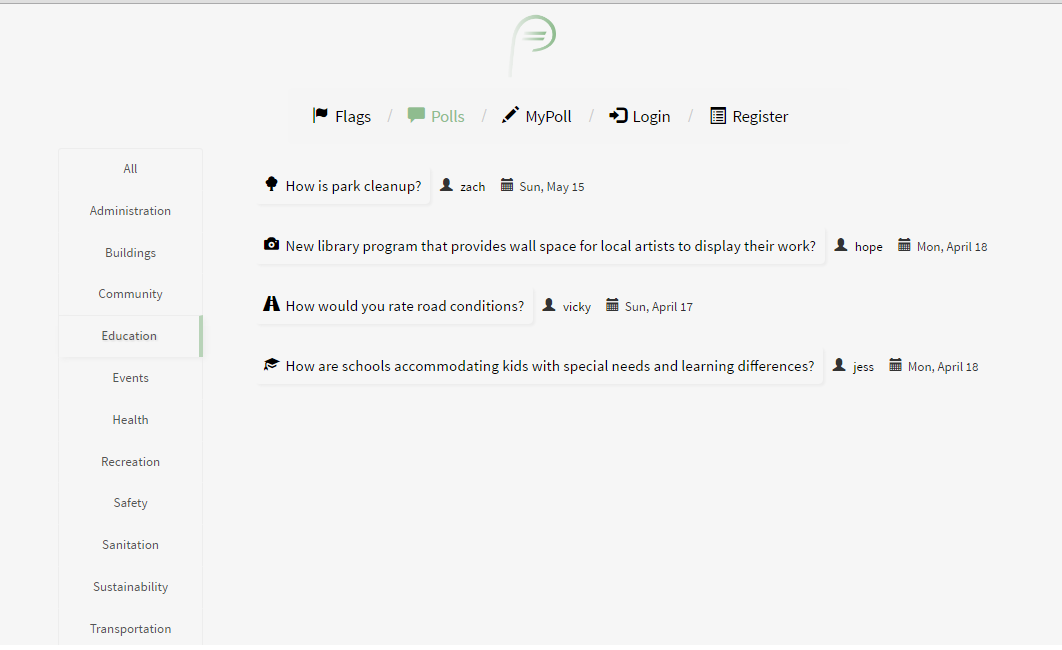 Flags / Polls / MyPoll / Login / Register
All
Administration
Buildings
Community
Education
Events
Health
Recreation
Safety
Sanitation
Sustainability
Transportation
How is park cleanup? zach Sun, May 15
New library program that provides wall space for local artists to display their work? hope Mon, April 18
How would you rate road conditions? vicky Sun, April 17
How are schools accommodating kids with special needs and learning differences? jess Mon, April 18